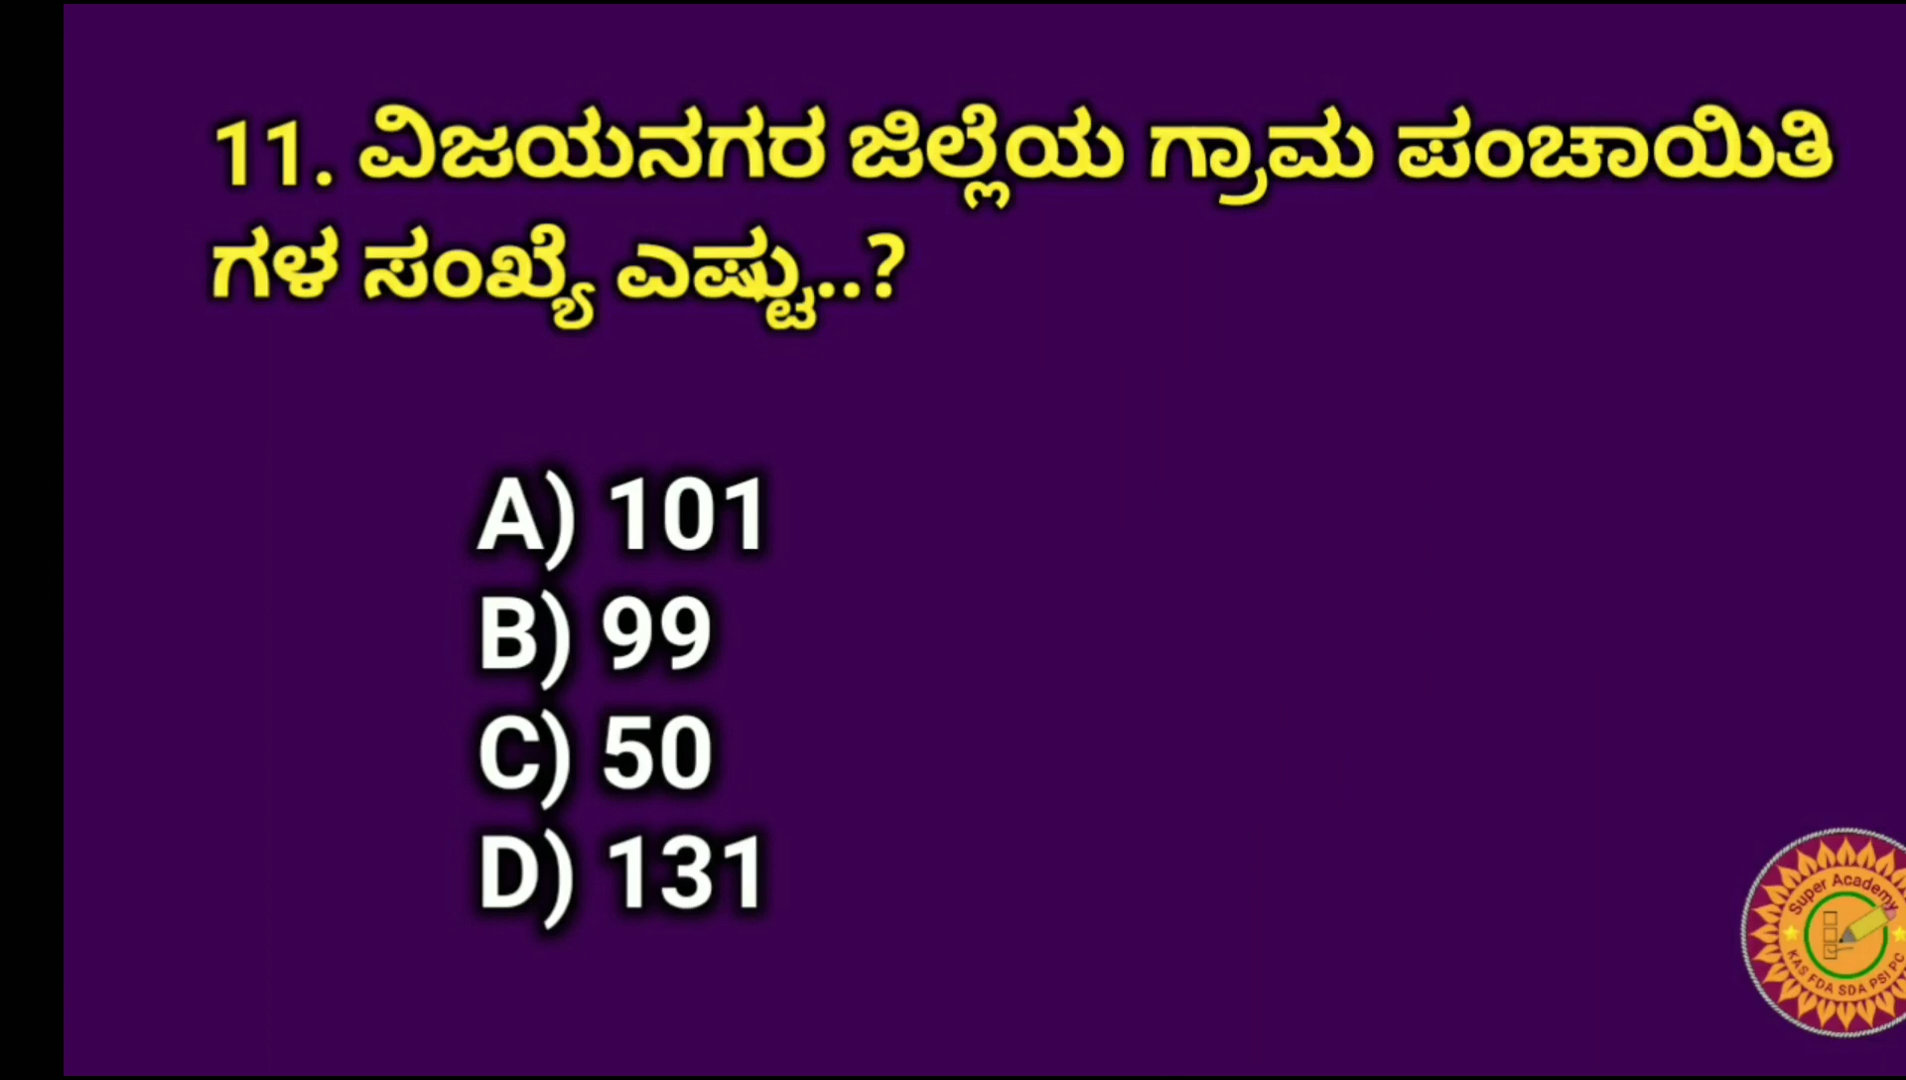 11. ವಿಜಯನಗರ ಜಿಲ್ಲೆಯ ಗ್ರಾಮ ಪಂಚಾಯಿತಿ
ಗಳ ಸಂಖ್ಯೆ ಎಷ್ಟು..?
A) 101
B) 99
C) 50
D) 131
Super Academy
KAS FDA SDA PSI PC